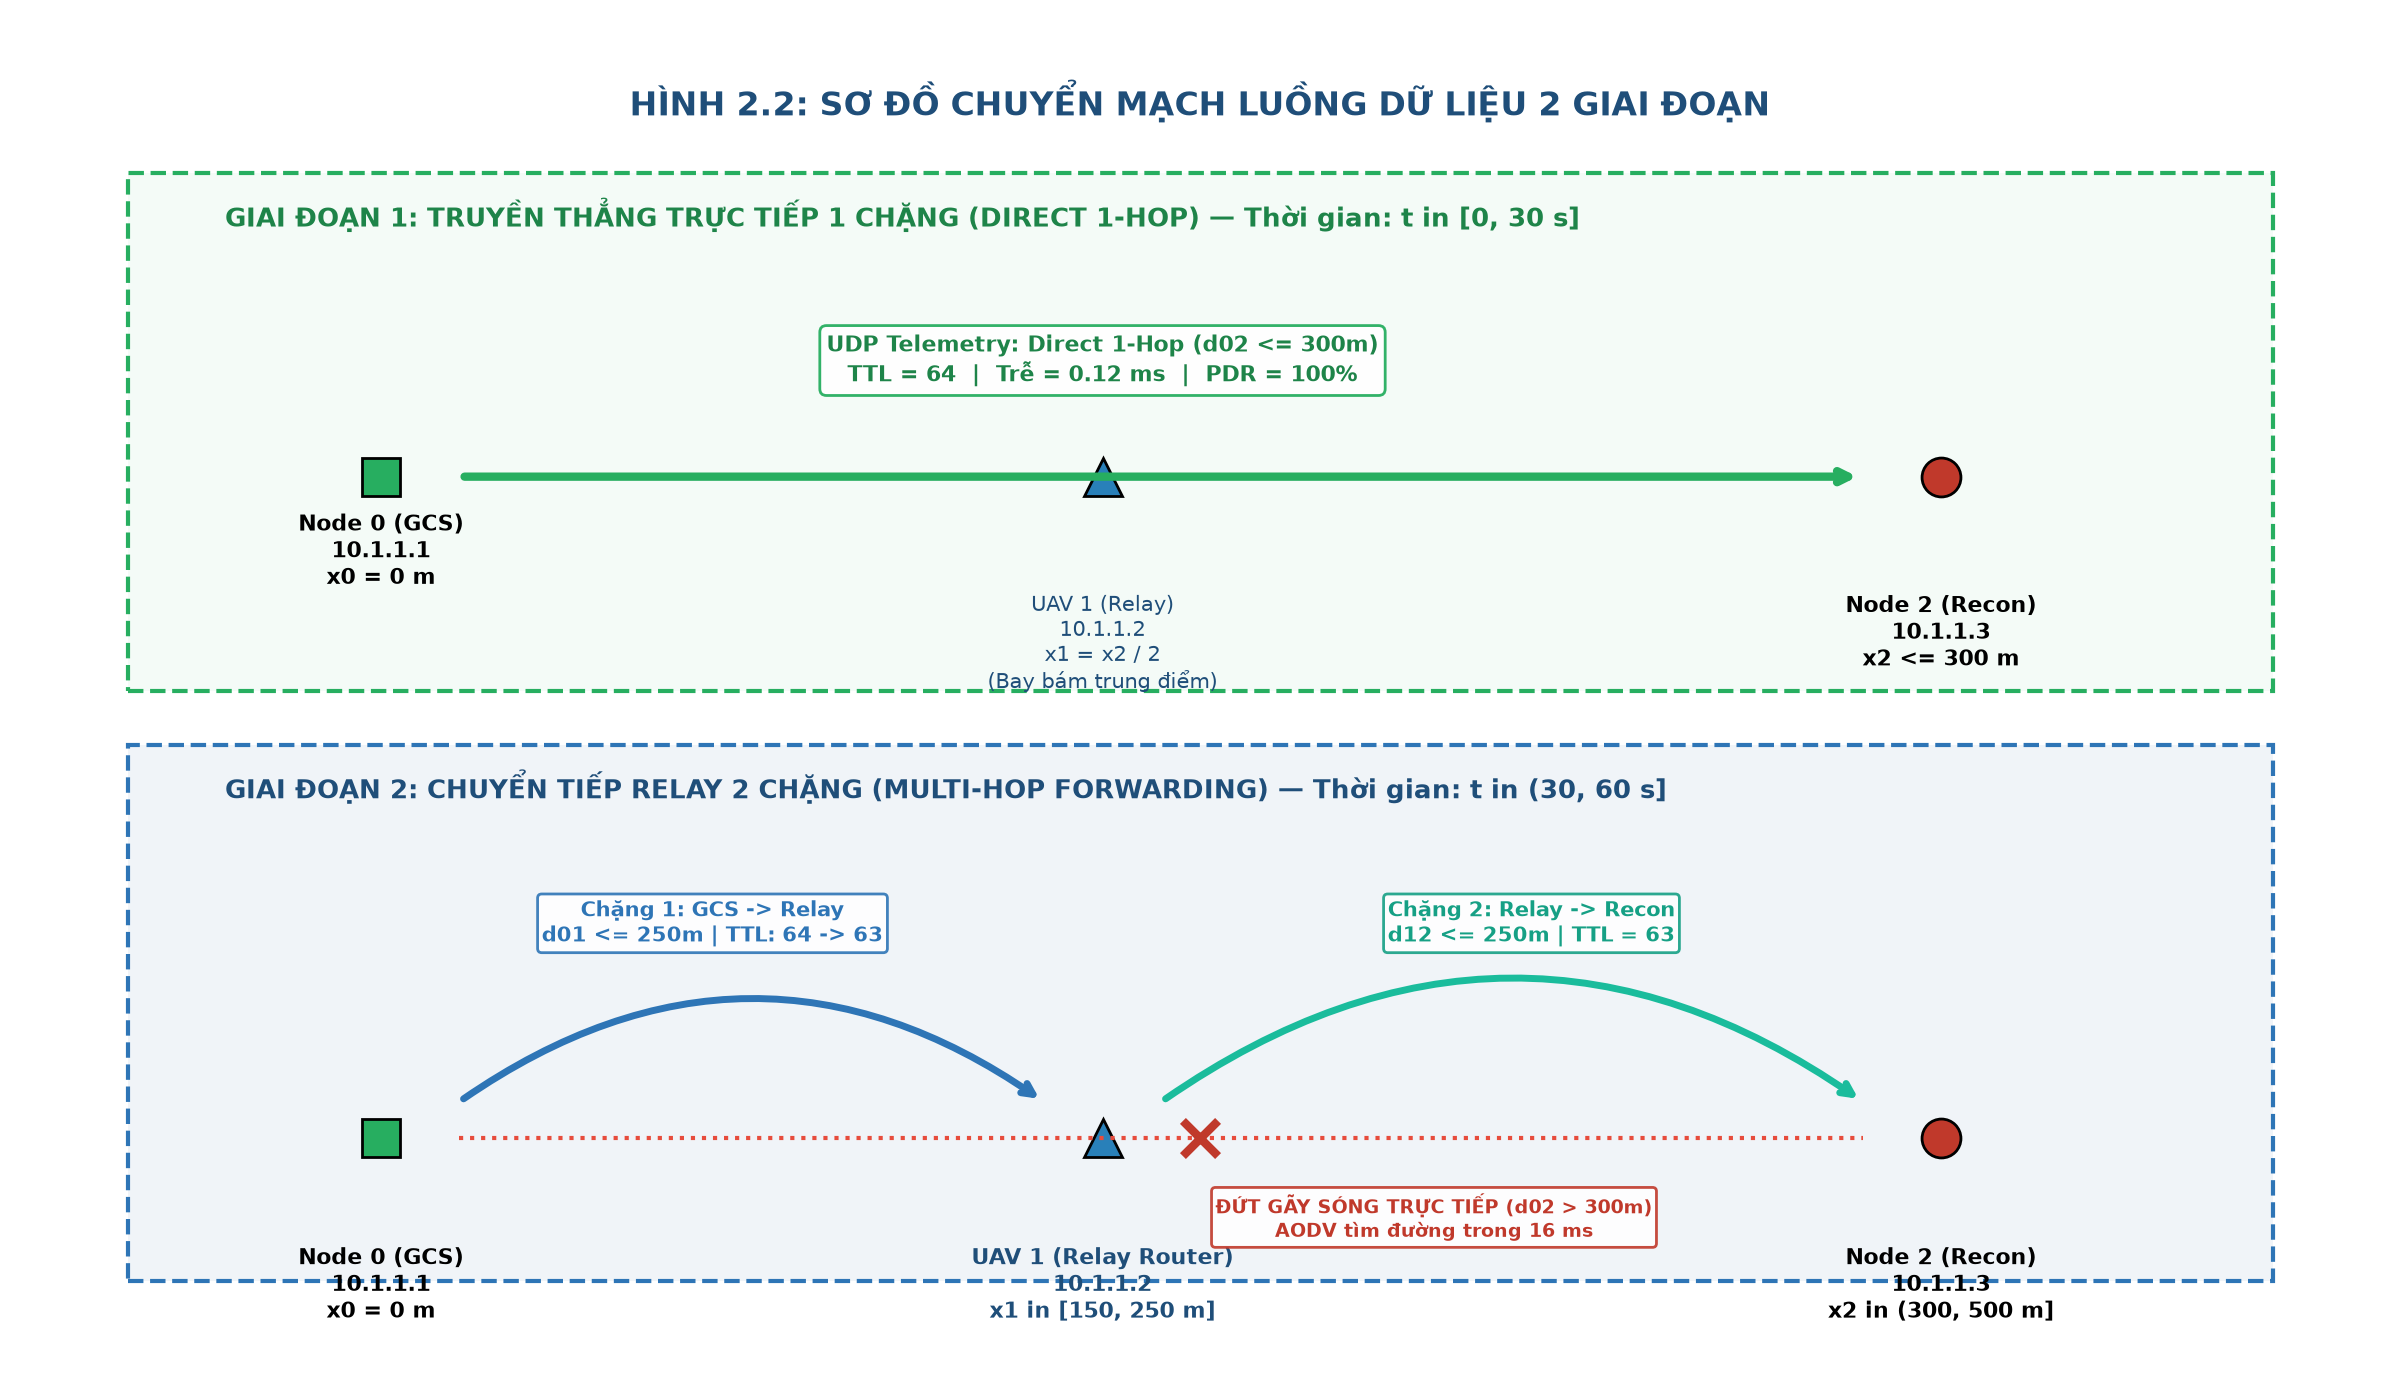 HÌNH 2.2: SƠ ĐỒ CHUYỂN MẠCH LUỒNG DỮ LIỆU 2 GIAI ĐOẠN
GIAI ĐOẠN 1: TRUYỀN THẲNG TRỰC TIẾP 1 CHẶNG (DIRECT 1-HOP) — Thời gian: t in [0, 30 s]
UDP Telemetry: Direct 1-Hop (d02 <= 300m)
TTL = 64 | Trễ = 0.12 ms | PDR = 100%
Node 0 (GCS)
10.1.1.1
x0 = 0 m
UAV 1 (Relay)
10.1.1.2
x1 = x2 / 2
(Bay bám trung điểm)
Node 2 (Recon)
10.1.1.3
x2 <= 300 m
GIAI ĐOẠN 2: CHUYỂN TIẾP RELAY 2 CHẶNG (MULTI-HOP FORWARDING) — Thời gian: t in (30, 60 s]
Chặng 1: GCS -> Relay
d01 <= 250m | TTL: 64 -> 63
Chặng 2: Relay -> Recon
d12 <= 250m | TTL = 63
ĐỨT GÃY SÓNG TRỰC TIẾP (d02 > 300m)
AODV tìm đường trong 16 ms
Node 0 (GCS)
10.1.1.1
x0 = 0 m
UAV 1 (Relay Router)
10.1.1.2
x1 in [150, 250 m]
Node 2 (Recon)
10.1.1.3
x2 in (300, 500 m]